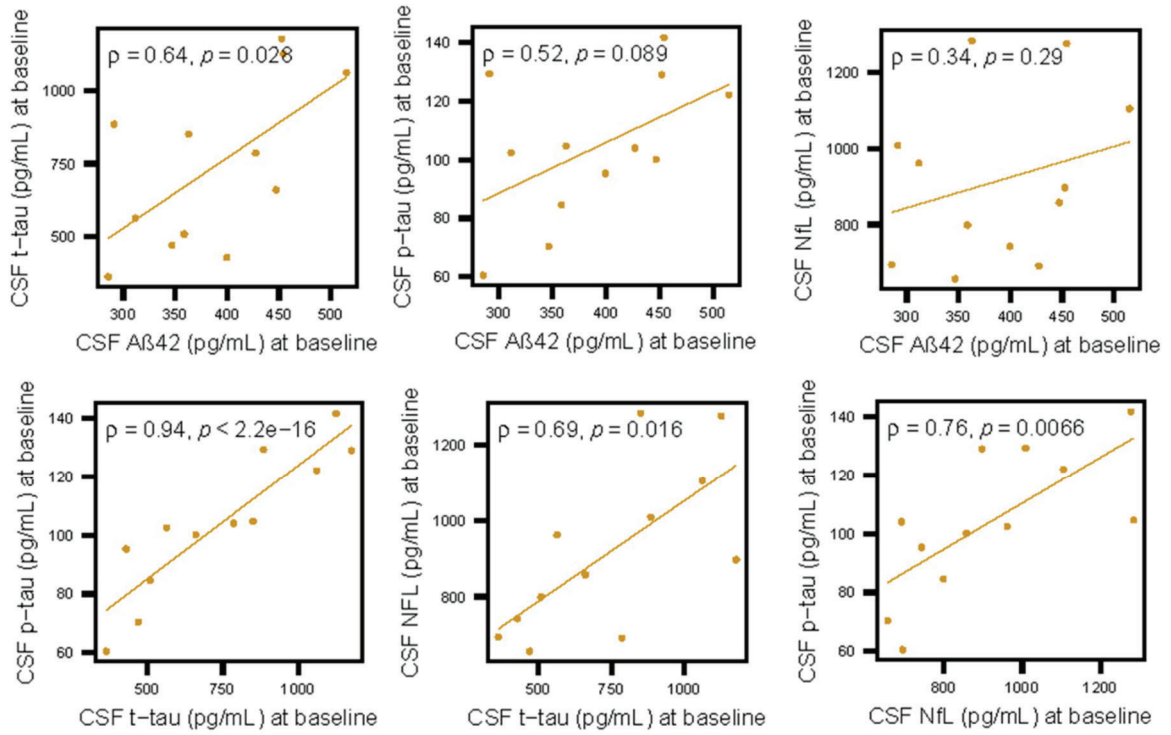 CSF t-tau (pg/mL) at baseline
ρ = 0.64, p = 0.028
1000
750
500
300 350 400 450 500
CSF Aß42 (pg/mL) at baseline
CSF p-tau (pg/mL) at baseline
ρ = 0.52, p = 0.089
140
120
100
80
60
300 350 400 450 500
CSF Aß42 (pg/mL) at baseline
CSF NfL (pg/mL) at baseline
ρ = 0.34, p = 0.29
1200
1000
800
300 350 400 450 500
CSF Aß42 (pg/mL) at baseline
CSF p-tau (pg/mL) at baseline
ρ = 0.94, p < 2.2e-16
140
120
100
80
60
500 750 1000
CSF t-tau (pg/mL) at baseline
CSF NFL (pg/mL) at baseline
ρ = 0.69, p = 0.016
1200
1000
800
500 750 1000
CSF t-tau (pg/mL) at baseline
CSF p-tau (pg/mL) at baseline
ρ = 0.76, p = 0.0066
140
120
100
80
60
800 1000 1200
CSF NfL (pg/mL) at baseline